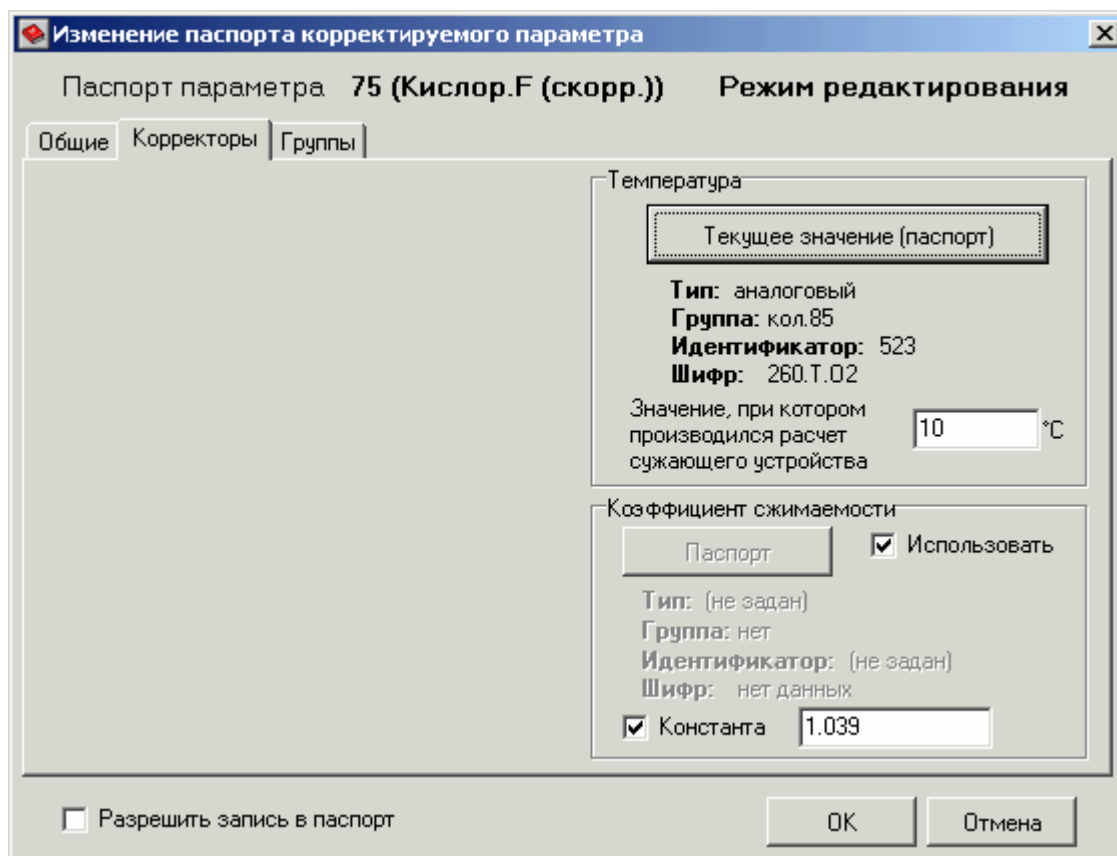 Изменение паспорта корректируемого параметра
Паспорт параметра 75 (Кислор.F (скорр.)) Режим редактирования
Общие Корректоры Группы
Температура
Текущее значение (паспорт)
Тип: аналоговый
Группа: кол.85
Идентификатор: 523
Шифр: 260.T.O2
Значение, при котором
производился расчет
сужающего устройства
10 °C
Коэффициент сжимаемости
Паспорт Использовать
Тип: (не задан)
Группа: нет
Идентификатор: (не задан)
Шифр: нет данных
Константа 1.039
Разрешить запись в паспорт
OK Отмена